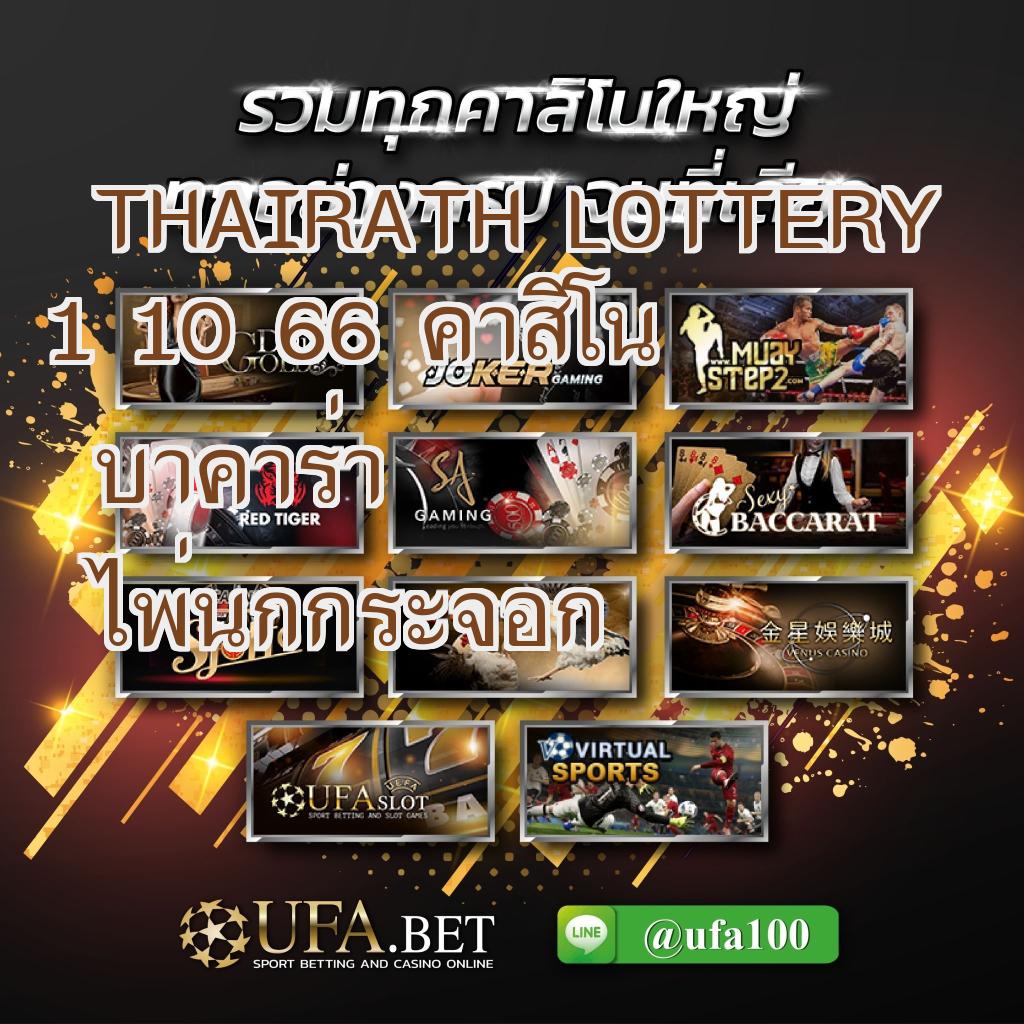 รวมทุกคาสิโนใหญ่
THAIRATH LOTTERY
1 10 66 คาสิโน
JOKER GAMING
WWW.
MUAY
STEP2.COM
บาคาร่า
RED TIGER
SA
GAMING
Sexy
BACCARAT
ไพ่นกกระจอก
金星娛樂城
VENUS CASINO
UFA SLOT
SPORT BETTING AND SLOT GAMES
VIRTUAL
SPORTS
UFA.BET
SPORT BETTING AND CASINO ONLINE
LINE
@ufa100